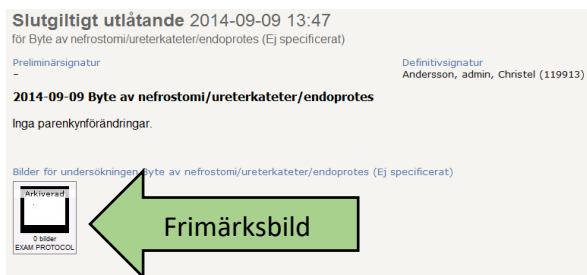 Slutgiltigt utlåtande 2014-09-09 13:47
för Byte av nefrostomi/ureterkateter/endoprotes (Ej specificerat)
Preliminärsignatur
–
Definitivsignatur
Andersson, admin, Christel (119913)
2014-09-09 Byte av nefrostomi/ureterkateter/endoprotes
Inga parenkynförändringar.
Bilder för undersökningen Byte av nefrostomi/ureterkateter/endoprotes (Ej specificerat)
Arkiverad
0 bilder
EXAM PROTOCOL
Frimärksbild